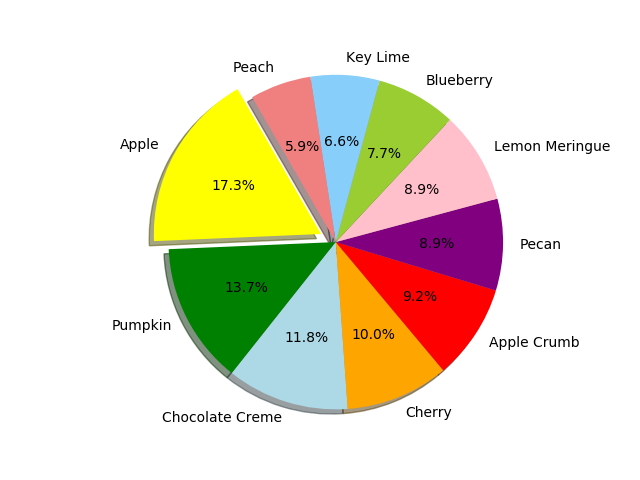 Key Lime
Peach
Blueberry
Apple
Lemon Meringue
6.6%
5.9%
7.7%
17.3%
8.9%
8.9%
Pecan
13.7%
9.2%
Pumpkin
11.8%
10.0%
Apple Crumb
Cherry
Chocolate Creme